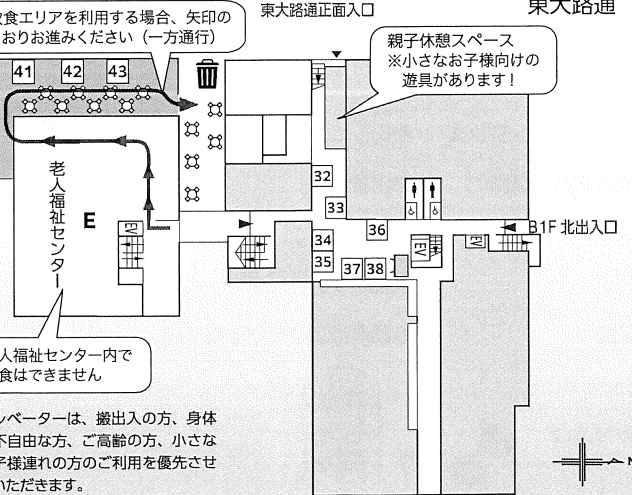 飲食エリアを利用する場合、矢印の
おりお進みください（一方通行）
東大路通正面入口
東大路通
親子休憩スペース
※小さなお子様向けの
遊具があります！
41
42
43
32
33
34
35
36
37
38
老人福祉センター
E
EV
EV
EV
B1F 北出入口
人福祉センター内で
食はできません
レベーターは、搬出入の方、身体
不自由な方、ご高齢の方、小さな
子様連れの方のご利用を優先させ
いただきます。
N